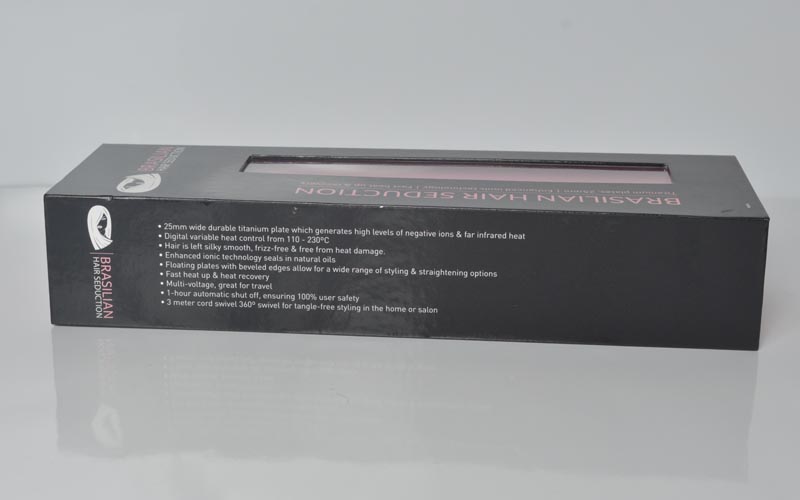 BRASILIAN
HAIR SEDUCTION
BRASILIAN HAIR SEDUCTION
BRASILIAN
HAIR SEDUCTION
• 25mm wide durable titanium plate which generates high levels of negative ions & far infrared heat
• Digital variable heat control from 110 - 230ºC
• Hair is left silky smooth, frizz-free & free from heat damage.
• Enhanced ionic technology seals in natural oils
• Floating plates with beveled edges allow for a wide range of styling & straightening options
• Fast heat up & heat recovery
• Multi-voltage, great for travel
• 1-hour automatic shut off, ensuring 100% user safety
• 3 meter cord swivel 360º swivel for tangle-free styling in the home or salon